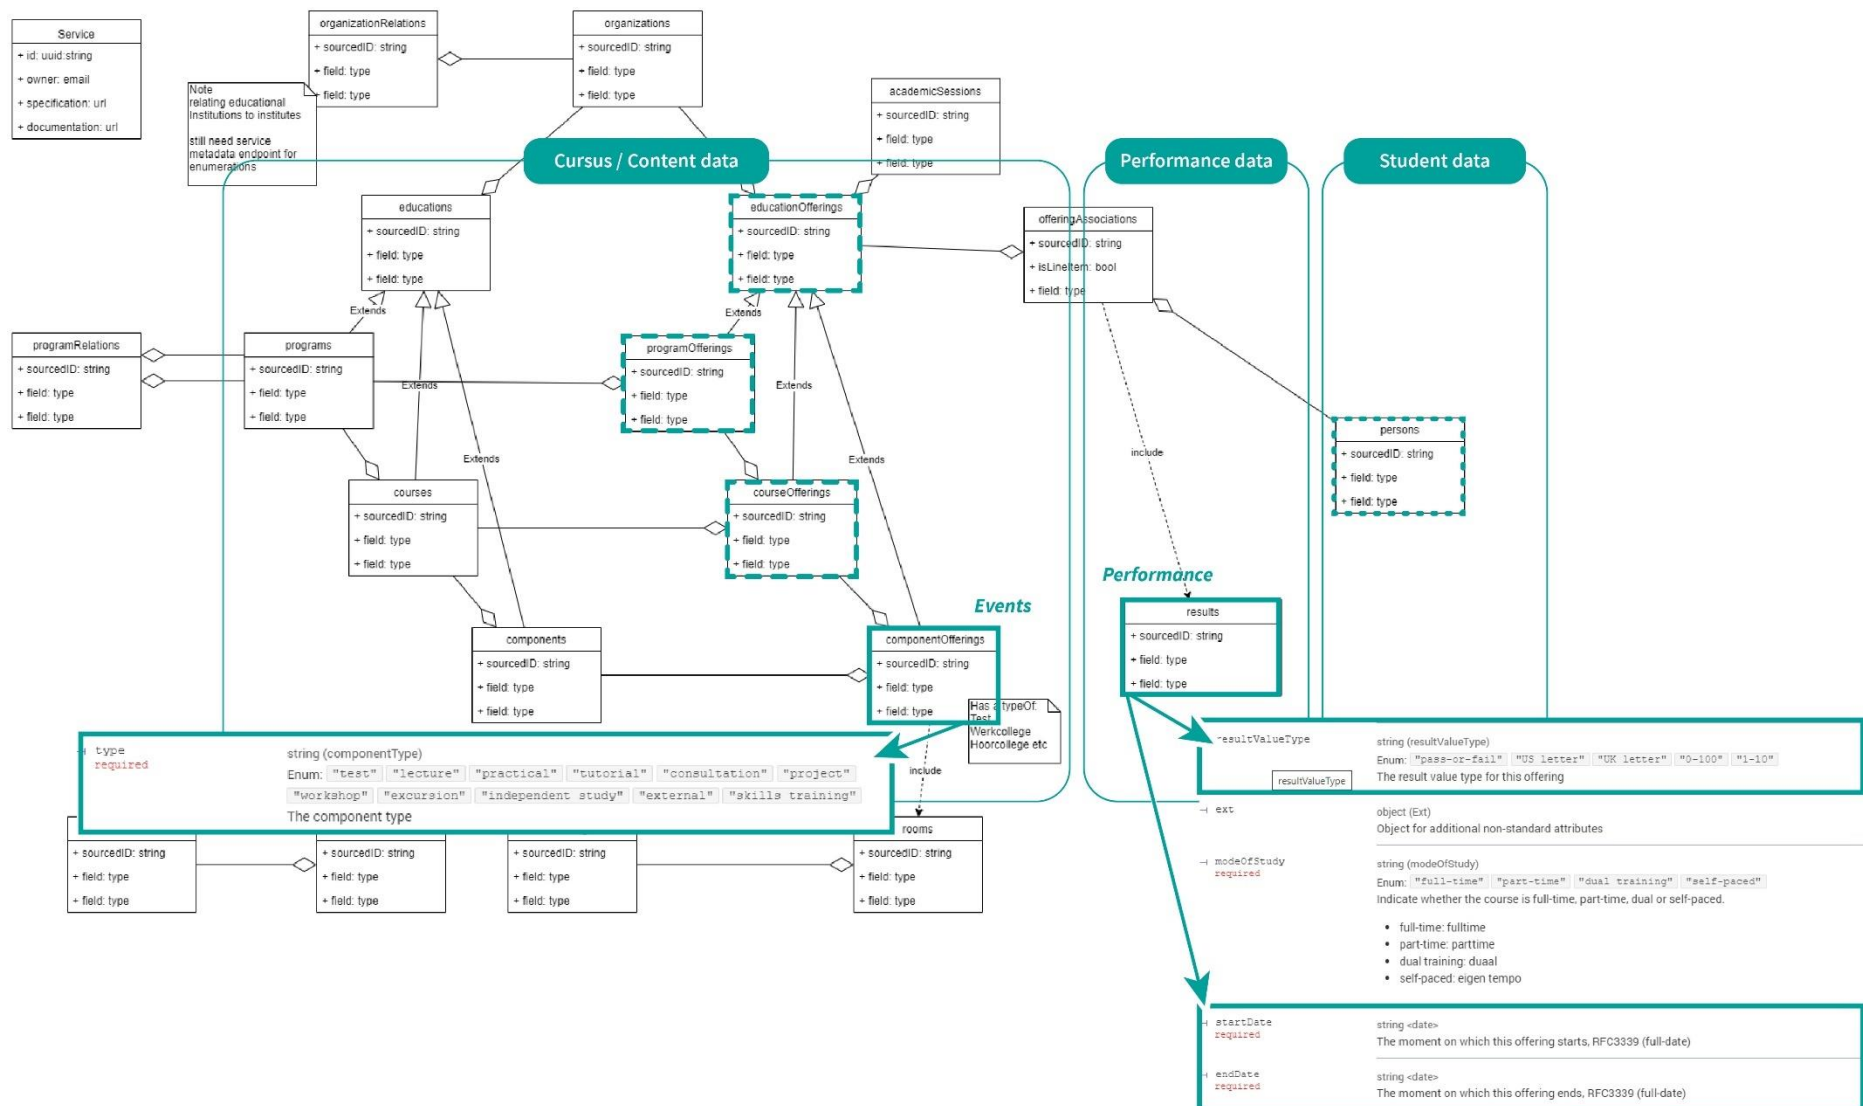 Service
+ id: uuid:string
+ owner: email
+ specification: url
+ documentation: url
organizationRelations
+ sourcedID: string
+ field: type
+ field: type
organizations
+ sourcedID: string
+ field: type
+ field: type
Note
relating educational
Institutions to institutes
still need service
metadata endpoint for
enumerations
academicSessions
+ sourcedID: string
+ field: type
+ field: type
Cursus / Content data
Performance data
Student data
educations
+ sourcedID: string
+ field: type
+ field: type
educationOfferings
+ sourcedID: string
+ field: type
+ field: type
offeringAssociations
+ sourcedID: string
+ isLineItem: bool
+ field: type
Extends
Extends
programRelations
+ sourcedID: string
+ field: type
+ field: type
programs
+ sourcedID: string
+ field: type
+ field: type
programOfferings
+ sourcedID: string
+ field: type
+ field: type
Extends
Extends
persons
+ sourcedID: string
+ field: type
+ field: type
Extends
Extends
include
courses
+ sourcedID: string
+ field: type
+ field: type
courseOfferings
+ sourcedID: string
+ field: type
+ field: type
Events
Performance
components
+ sourcedID: string
+ field: type
+ field: type
componentOfferings
+ sourcedID: string
+ field: type
+ field: type
results
+ sourcedID: string
+ field: type
+ field: type
Has a typeOf:
Test
Werkcollege
Hoorcollege etc
include
type
required
string (componentType)
Enum: "test" "lecture" "practical" "tutorial" "consultation" "project"
"workshop" "excursion" "independent study" "external" "skills training"
The component type
+ sourcedID: string
+ field: type
+ field: type
+ sourcedID: string
+ field: type
+ field: type
+ sourcedID: string
+ field: type
+ field: type
rooms
+ sourcedID: string
+ field: type
+ field: type
resultValueType
string (resultValueType)
Enum: "pass-or-fail" "US letter" "UK letter" "0-100" "1-10"
The result value type for this offering
resultValueType
ext
object (Ext)
Object for additional non-standard attributes
modeOfStudy
required
string (modeOfStudy)
Enum: "full-time" "part-time" "dual training" "self-paced"
Indicate whether the course is full-time, part-time, dual or self-paced.
• full-time: fulltime
• part-time: parttime
• dual training: duaal
• self-paced: eigen tempo
startDate
required
string <date>
The moment on which this offering starts, RFC3339 (full-date)
endDate
required
string <date>
The moment on which this offering ends, RFC3339 (full-date)